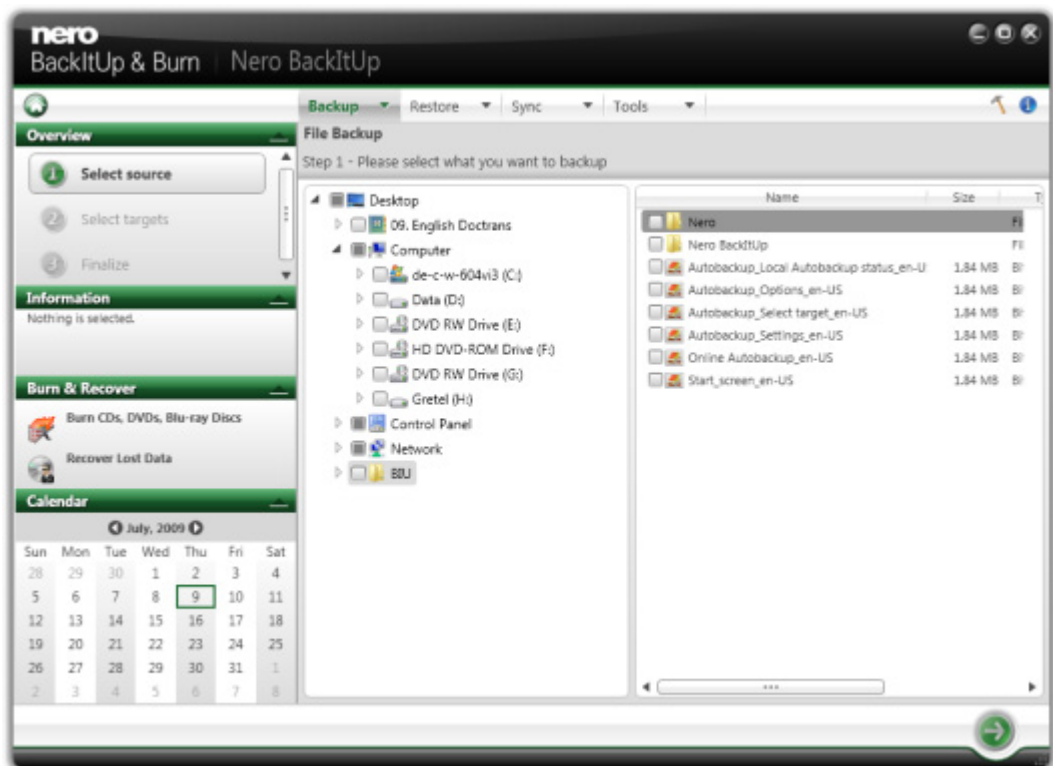 nero
BackItUp & Burn | Nero BackItUp
Backup Restore Sync Tools
Overview
1 Select source
2 Select targets
3 Finalize
Information
Nothing is selected.
Burn & Recover
Burn CDs, DVDs, Blu-ray Discs
Recover Lost Data
Calendar
July, 2009
Sun Mon Tue Wed Thu Fri Sat
28 29 30 1 2 3 4
5 6 7 8 9 10 11
12 13 14 15 16 17 18
19 20 21 22 23 24 25
26 27 28 29 30 31 1
2 3 4 5 6 7 8
File Backup
Step 1 - Please select what you want to backup
Desktop
09. English Doctrans
Computer
de-c-w-604vi3 (C:)
Data (D:)
DVD RW Drive (E:)
HD DVD-ROM Drive (F:)
DVD RW Drive (G:)
Gretel (H:)
Control Panel
Network
BIU
Name Size
Nero
Nero BackItUp
Autobackup_Local Autobackup status_en-U 1.84 MB
Autobackup_Options_en-US 1.84 MB
Autobackup_Select target_en-US 1.84 MB
Autobackup_Settings_en-US 1.84 MB
Online Autobackup_en-US 1.84 MB
Start_screen_en-US 1.84 MB